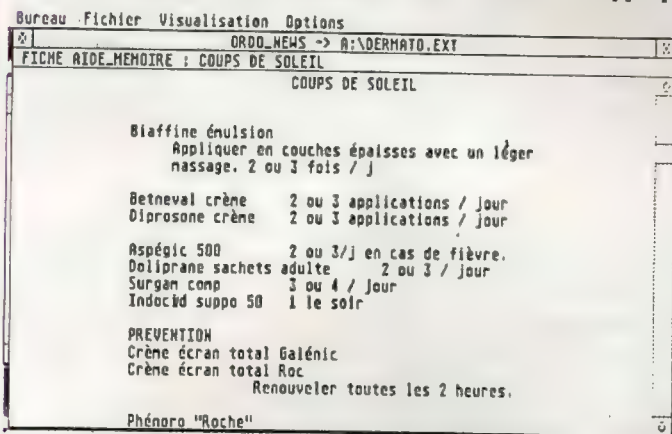 Bureau Fichier Visualisation Options
ORDO_NEWS -> A:\DERMATO.EXT
FICHE AIDE_MEMOIRE : COUPS DE SOLEIL
COUPS DE SOLEIL
Biaffine émulsion
Appliquer en couches épaisses avec un léger
massage. 2 ou 3 fois / j
Betneval crème 2 ou 3 applications / jour
Diprosone crème 2 ou 3 applications / jour
Aspégic 500 2 ou 3/j en cas de fièvre.
Doliprane sachets adulte 2 ou 3 / jour
Surgam comp 3 ou 4 / jour
Indocid suppo 50 1 le soir
PREVENTION
Crème écran total Galénic
Crème écran total Roc
Renouveler toutes les 2 heures.
Phénoro "Roche"